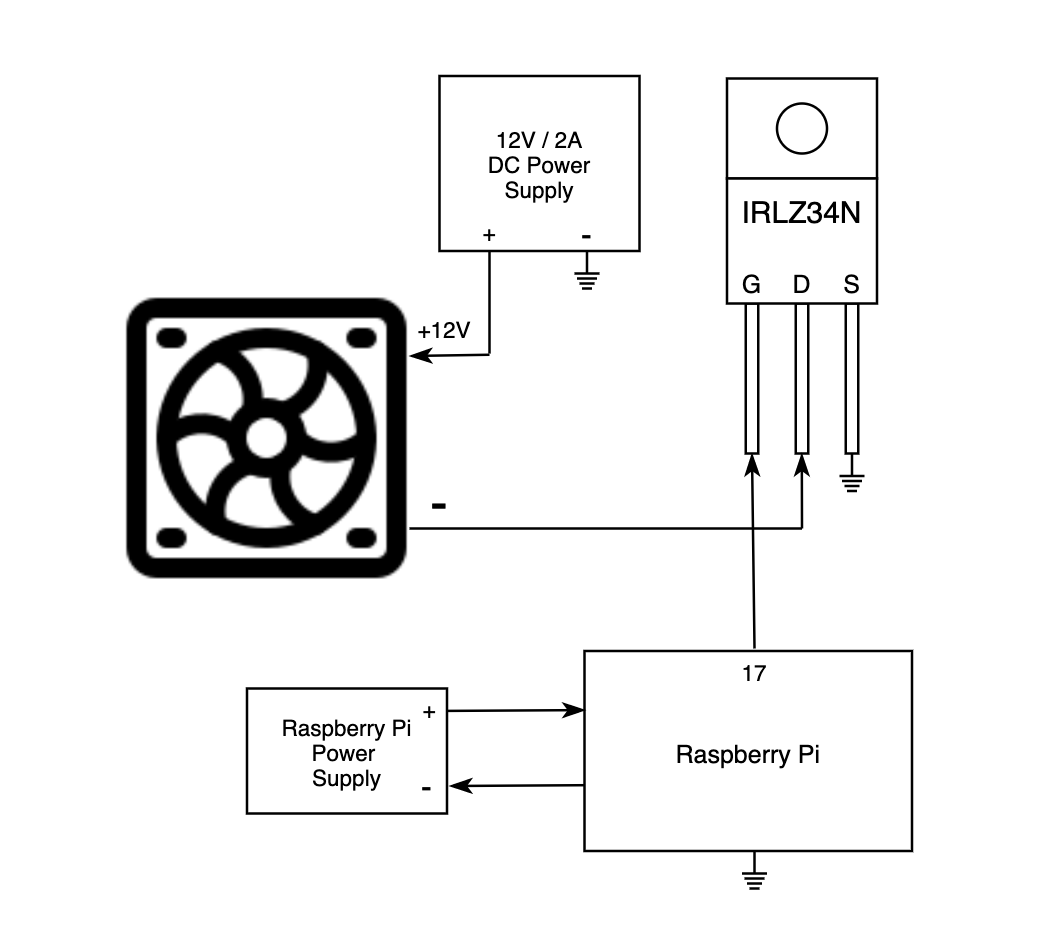 12V / 2A
DC Power
Supply
+ -
IRLZ34N
G D S
+12V
-
17
Raspberry Pi
Power
Supply
+
-
Raspberry Pi